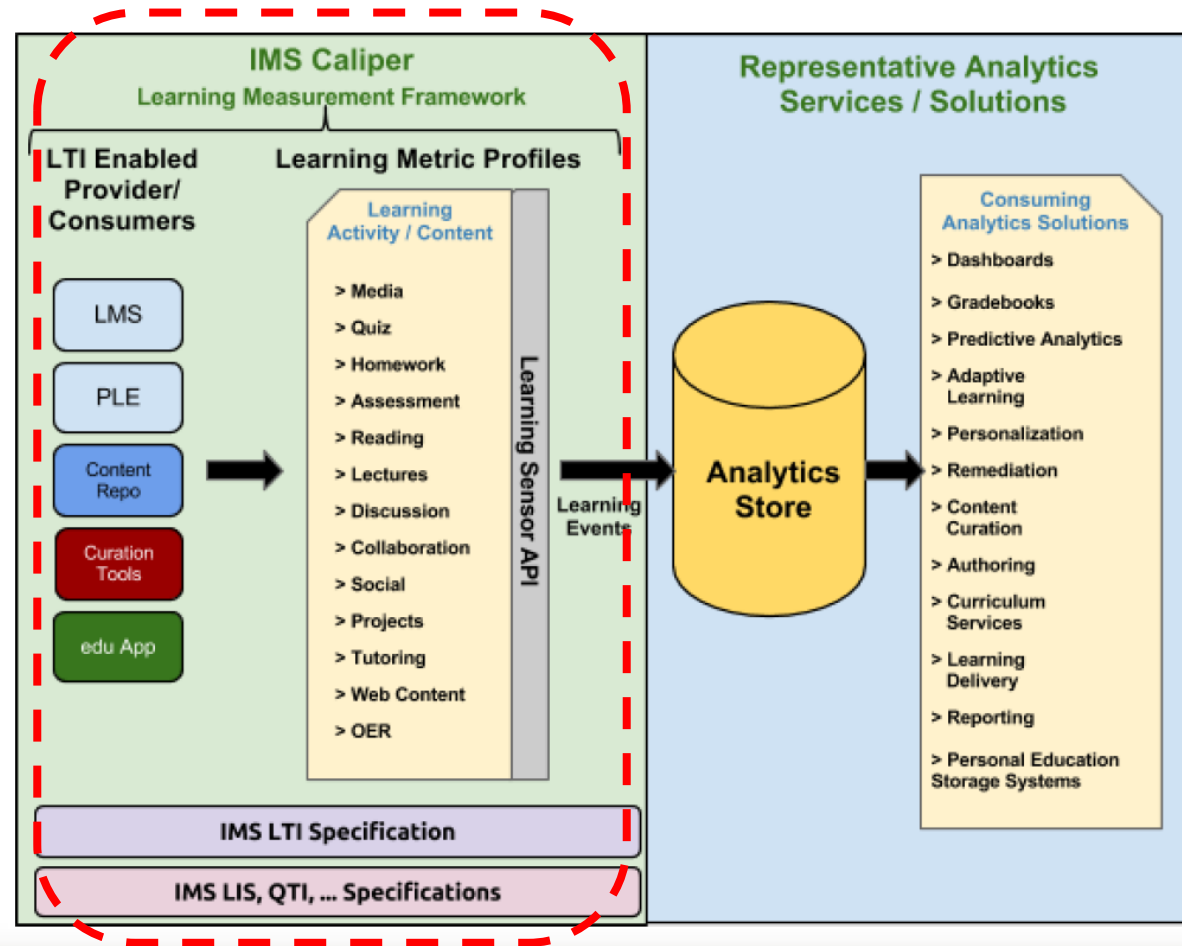 IMS Caliper
Learning Measurement Framework
LTI Enabled
Provider/
Consumers
LMS
PLE
Content
Repo
Curation
Tools
edu App
Learning Metric Profiles
Learning
Activity / Content
> Media
> Quiz
> Homework
> Assessment
> Reading
> Lectures
> Discussion
> Collaboration
> Social
> Projects
> Tutoring
> Web Content
> OER
Learning Sensor API
Learning
Events
IMS LTI Specification
IMS LIS, QTI, ... Specifications
Representative Analytics
Services / Solutions
Analytics
Store
Consuming
Analytics Solutions
> Dashboards
> Gradebooks
> Predictive Analytics
> Adaptive
Learning
> Personalization
> Remediation
> Content
Curation
> Authoring
> Curriculum
Services
> Learning
Delivery
> Reporting
> Personal Education
Storage Systems